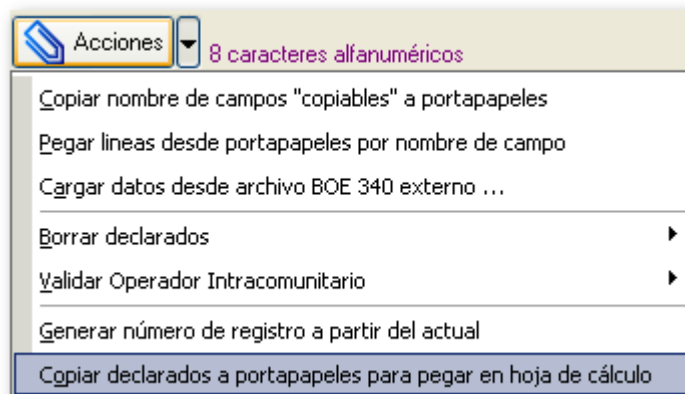 Acciones 8 caracteres alfanuméricos
Copiar nombre de campos "copiables" a portapapeles
Pegar lineas desde portapapeles por nombre de campo
Cargar datos desde archivo BOE 340 externo ...
Borrar declarados
Validar Operador Intracomunitario
Generar número de registro a partir del actual
Copiar declarados a portapapeles para pegar en hoja de cálculo